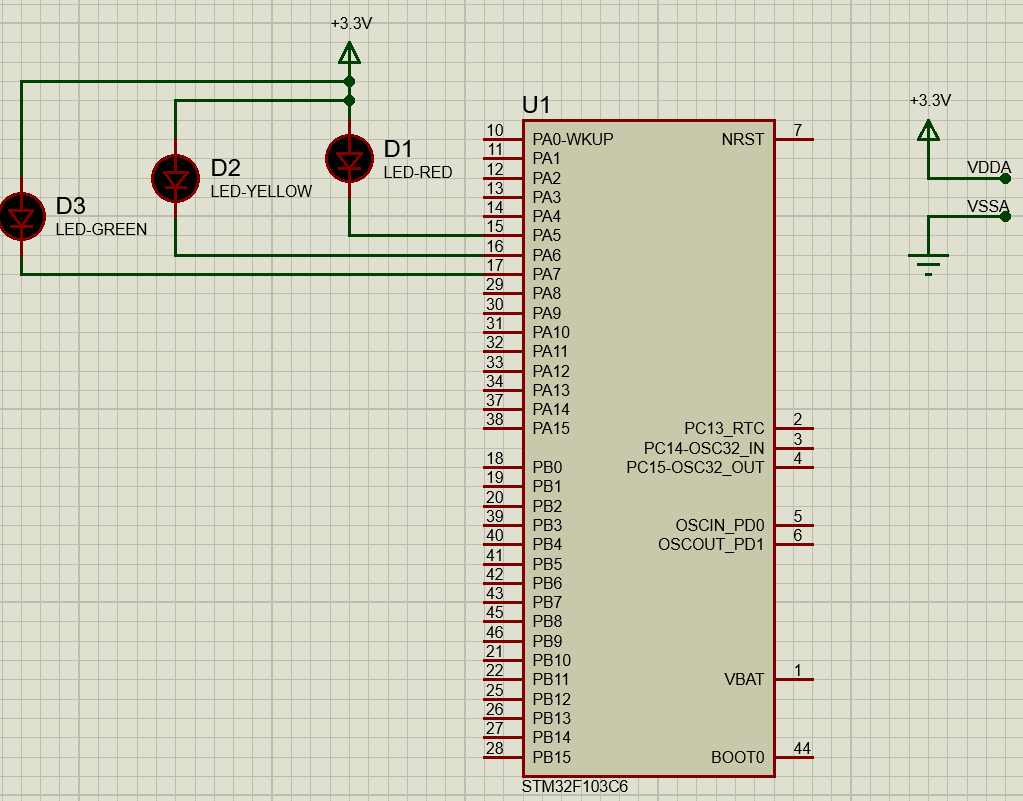 +3.3V
D1
LED-RED
D2
LED-YELLOW
D3
LED-GREEN
U1
10 PA0-WKUP NRST 7
11 PA1
12 PA2
13 PA3
14 PA4
15 PA5
16 PA6
17 PA7
29 PA8
30 PA9
31 PA10
32 PA11
33 PA12
34 PA13
37 PA14
38 PA15
PC13_RTC 2
PC14-OSC32_IN 3
PC15-OSC32_OUT 4
18 PB0
19 PB1
20 PB2
39 PB3
OSCIN_PD0 5
40 PB4
OSCOUT_PD1 6
41 PB5
42 PB6
43 PB7
45 PB8
46 PB9
21 PB10
22 PB11
VBAT 1
25 PB12
26 PB13
27 PB14
28 PB15
BOOT0 44
STM32F103C6
+3.3V
VDDA
VSSA